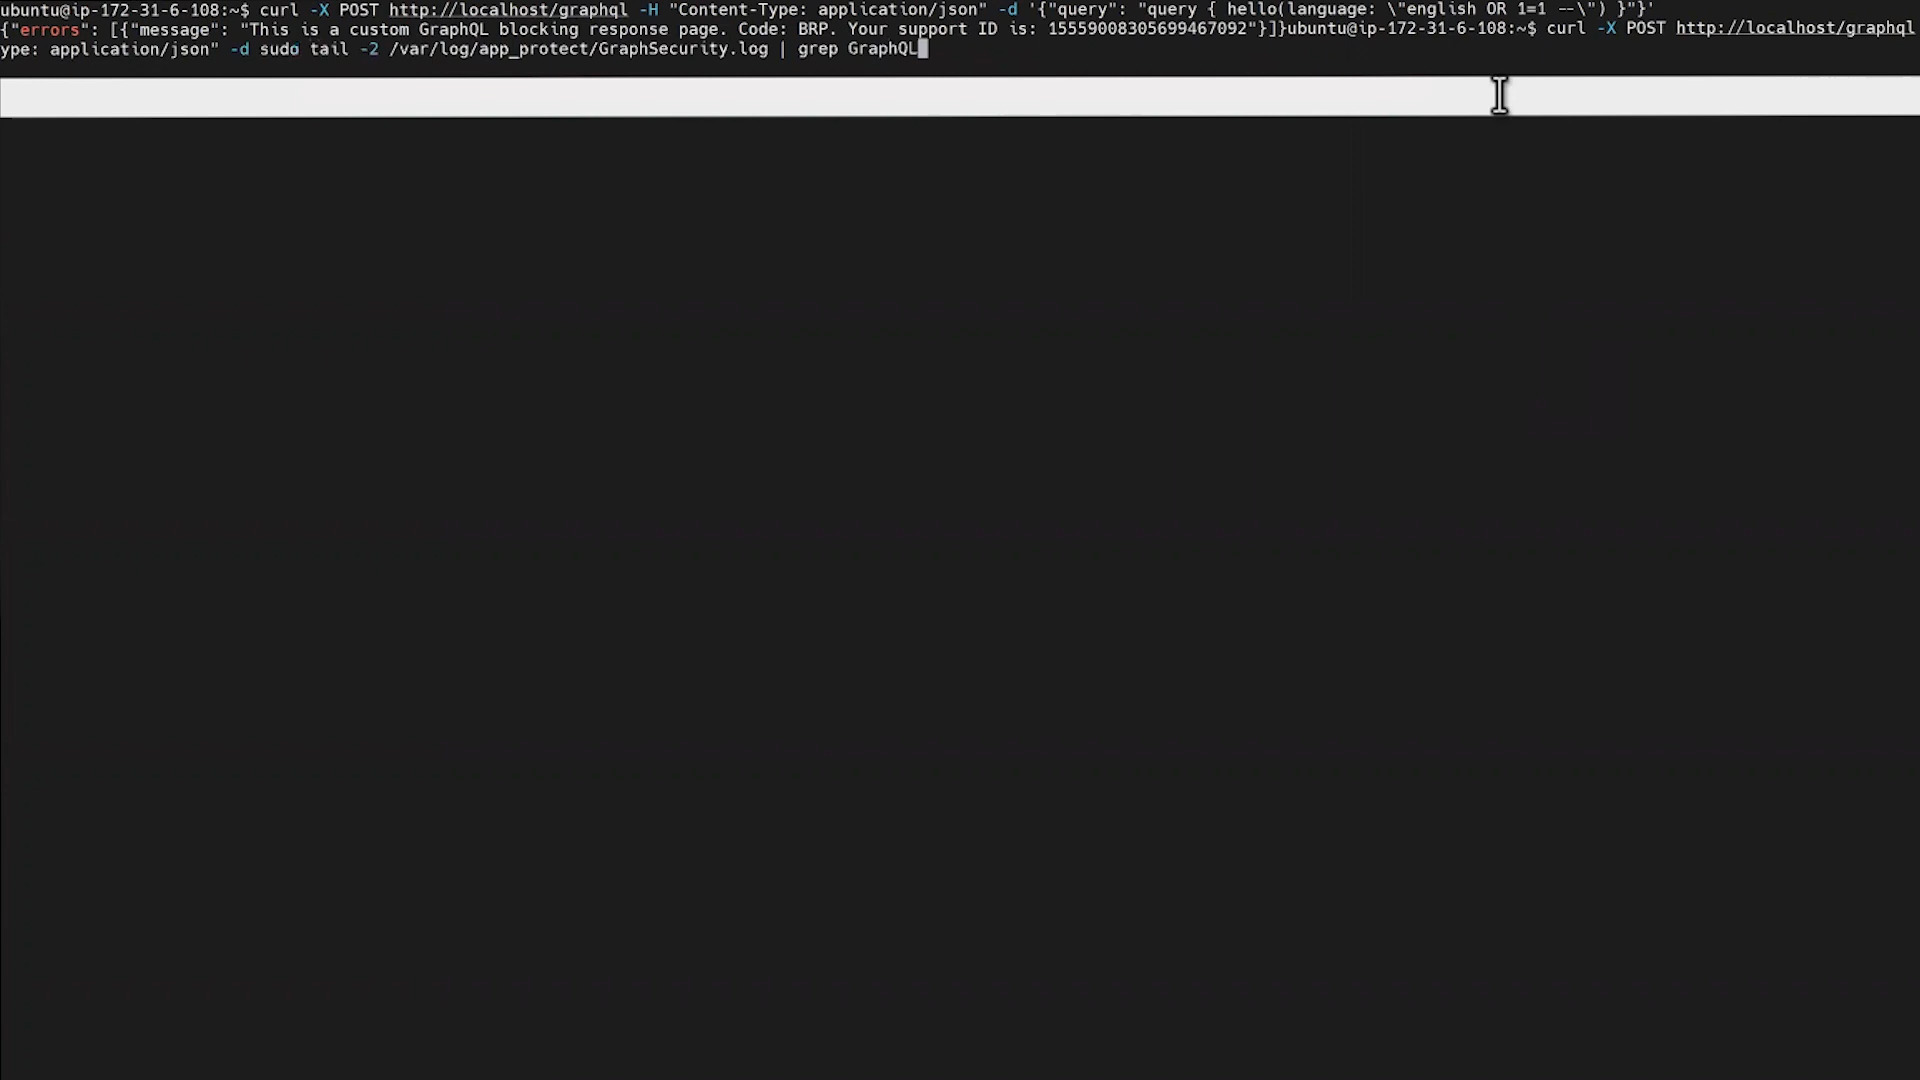 ubuntu@ip-172-31-6-108:~$ curl -X POST http://localhost/graphql -H "Content-Type: application/json" -d '{"query": "query { hello(language: \"english OR 1=1 --\") }"}'
{"errors": [{"message": "This is a custom GraphQL blocking response page. Code: BRP. Your support ID is: 15559008305699467092"}]}ubuntu@ip-172-31-6-108:~$ curl -X POST http://localhost/graphql
ype: application/json" -d sudo tail -2 /var/log/app_protect/GraphSecurity.log | grep GraphQL